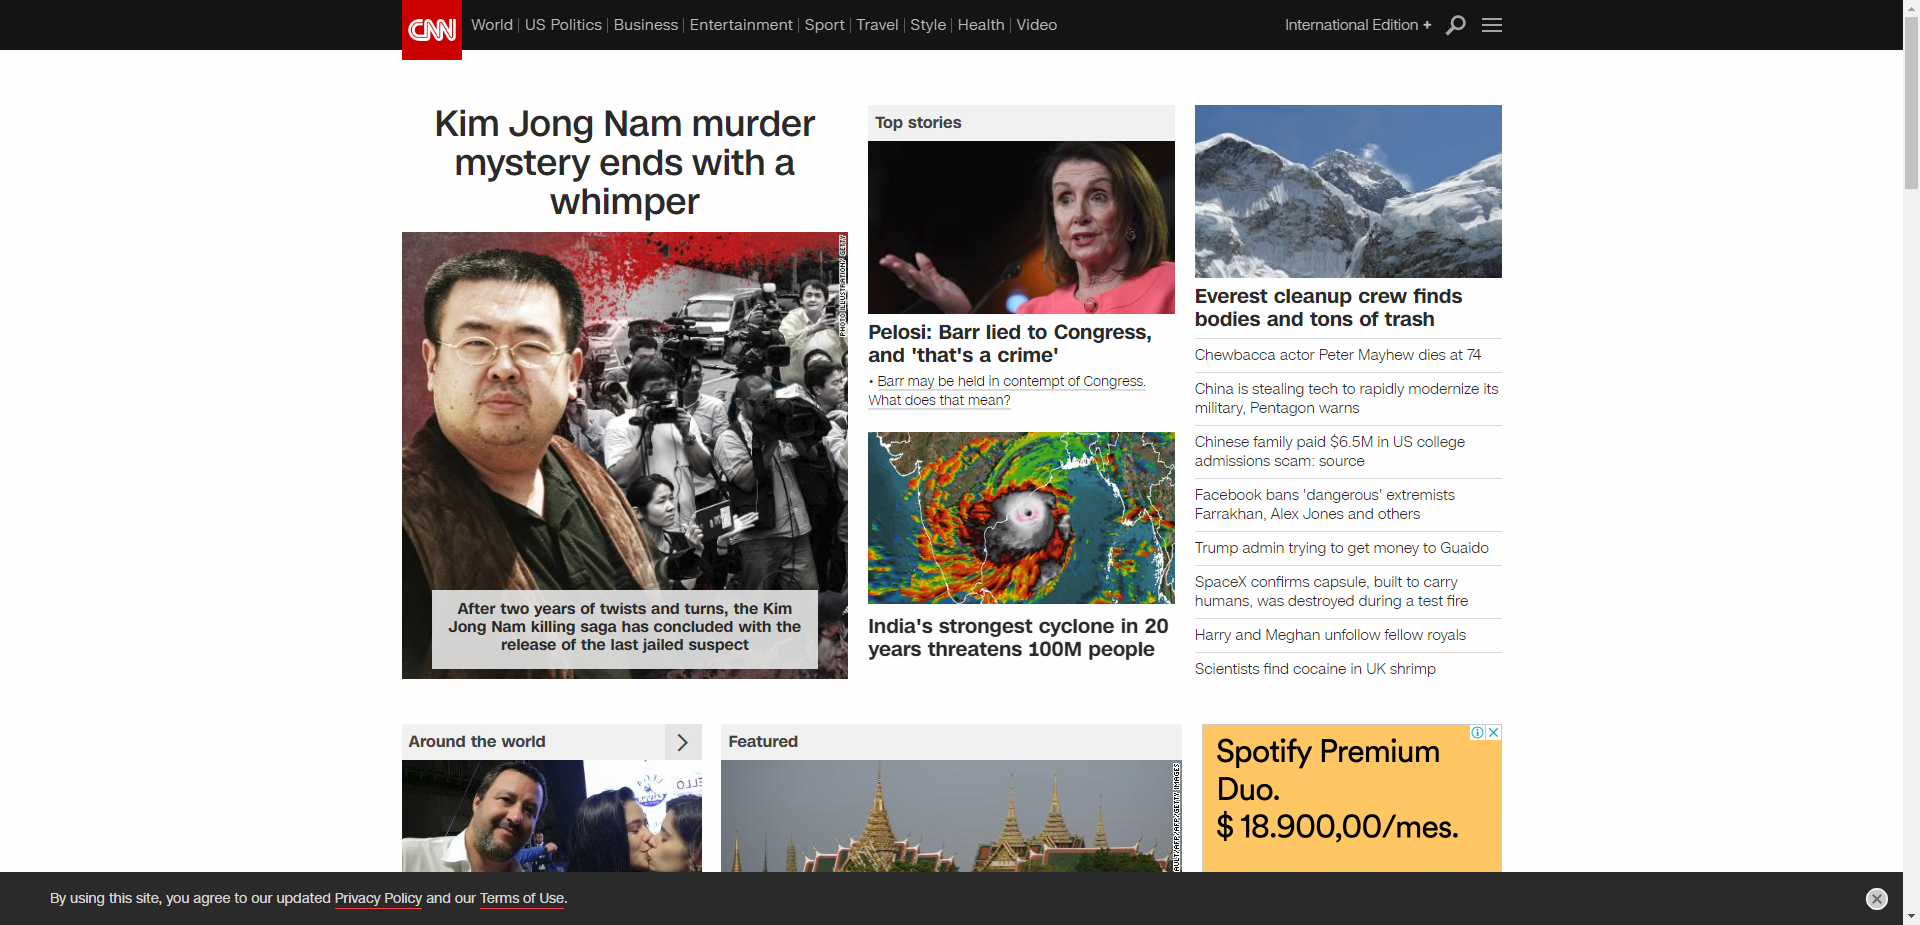 CNN
World
US Politics
Business
Entertainment
Sport
Travel
Style
Health
Video
International Edition +
Kim Jong Nam murder
mystery ends with a
whimper
PHOTO ILLUSTRATION/ GETTY
After two years of twists and turns, the Kim
Jong Nam killing saga has concluded with the
release of the last jailed suspect
Top stories
Pelosi: Barr lied to Congress,
and 'that's a crime'
• Barr may be held in contempt of Congress.
What does that mean?
India's strongest cyclone in 20
years threatens 100M people
Everest cleanup crew finds
bodies and tons of trash
Chewbacca actor Peter Mayhew dies at 74
China is stealing tech to rapidly modernize its
military, Pentagon warns
Chinese family paid $6.5M in US college
admissions scam: source
Facebook bans 'dangerous' extremists
Farrakhan, Alex Jones and others
Trump admin trying to get money to Guaido
SpaceX confirms capsule, built to carry
humans, was destroyed during a test fire
Harry and Meghan unfollow fellow royals
Scientists find cocaine in UK shrimp
Around the world
Featured
Spotify Premium
Duo.
$ 18.900,00/mes.
By using this site, you agree to our updated Privacy Policy and our Terms of Use.